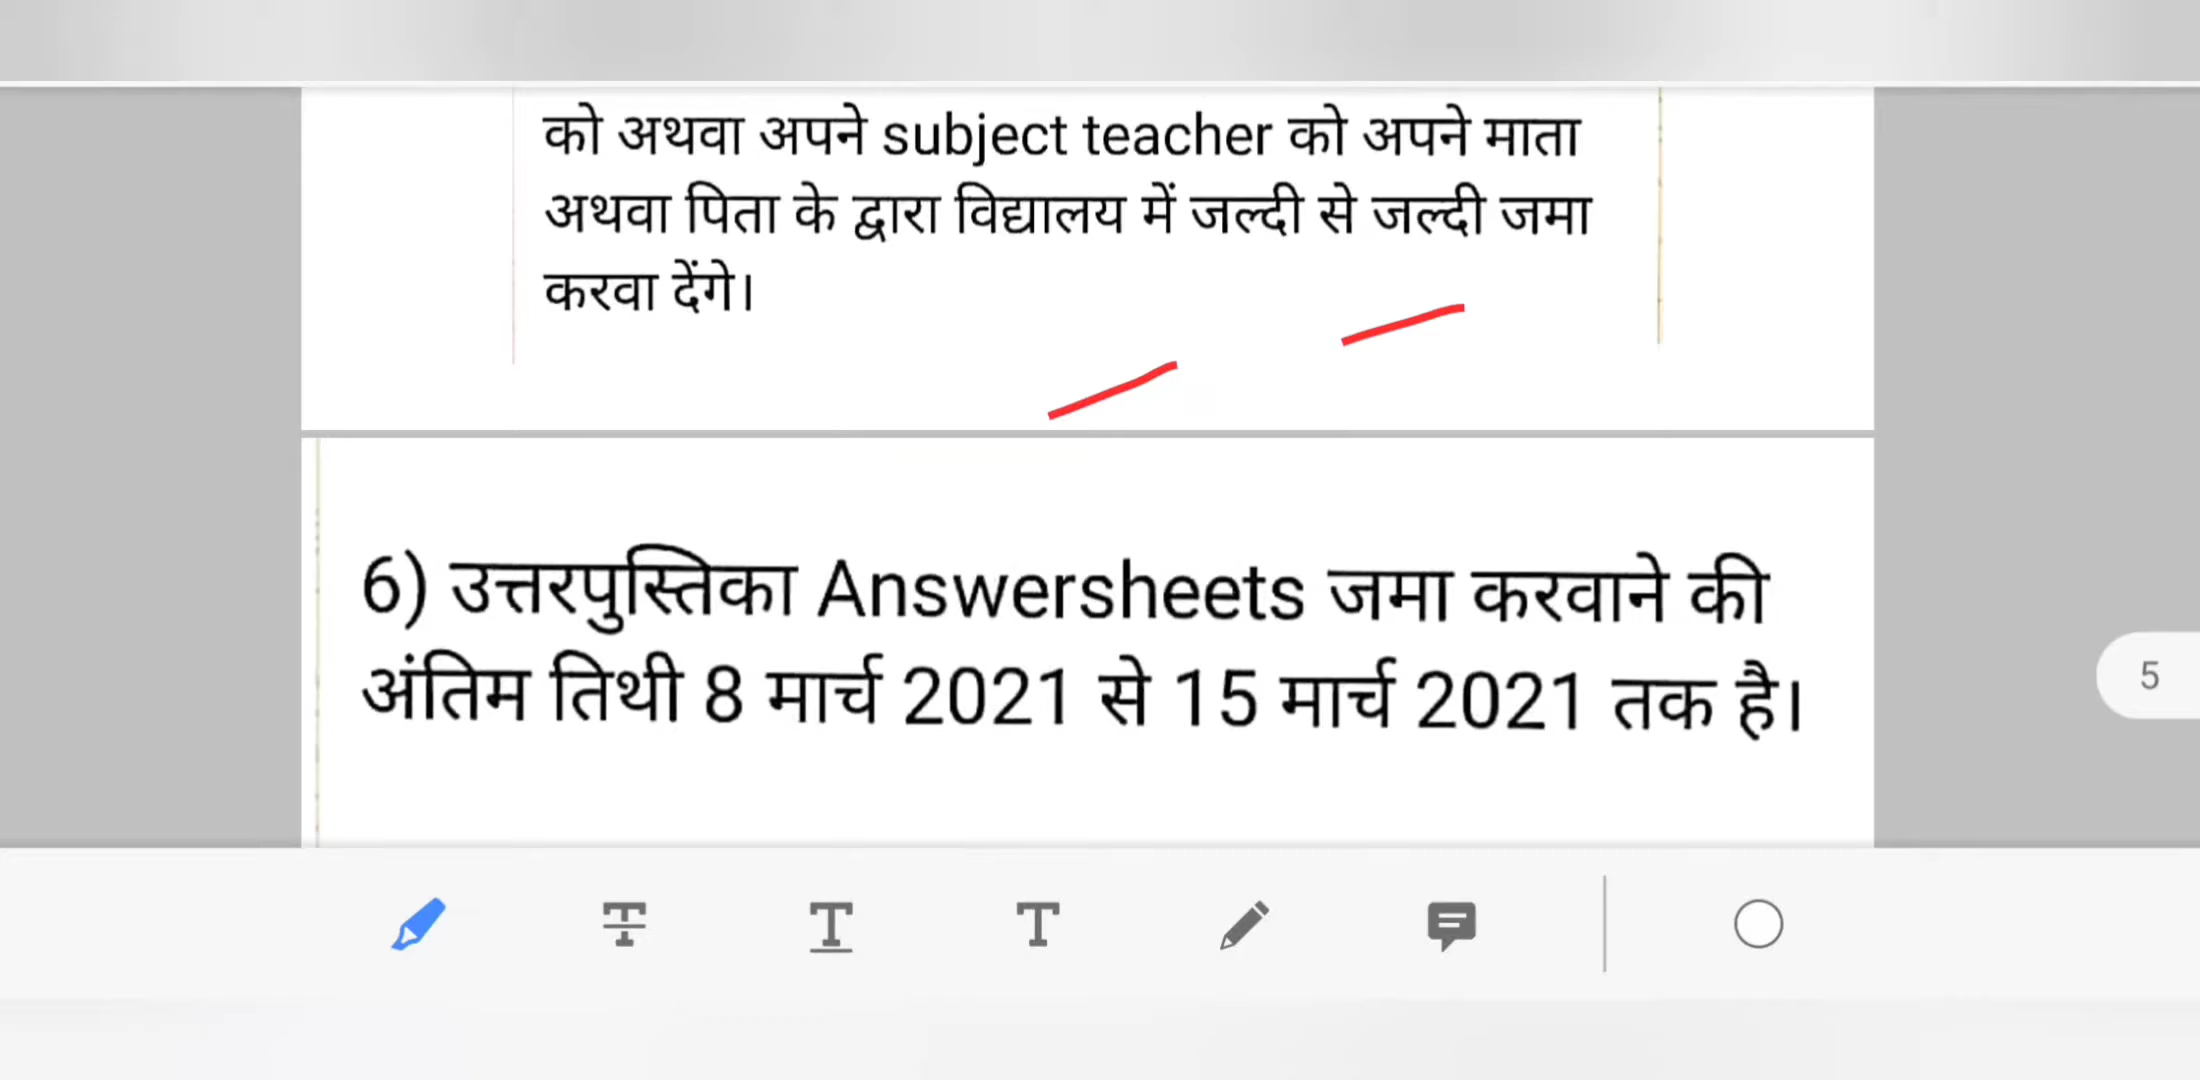 को अथवा अपने subject teacher को अपने माता
अथवा पिता के द्वारा विद्यालय में जल्दी से जल्दी जमा
करवा देंगे।
6) उत्तरपुस्तिका Answersheets जमा करवाने की
अंतिम तिथी 8 मार्च 2021 से 15 मार्च 2021 तक है।
5